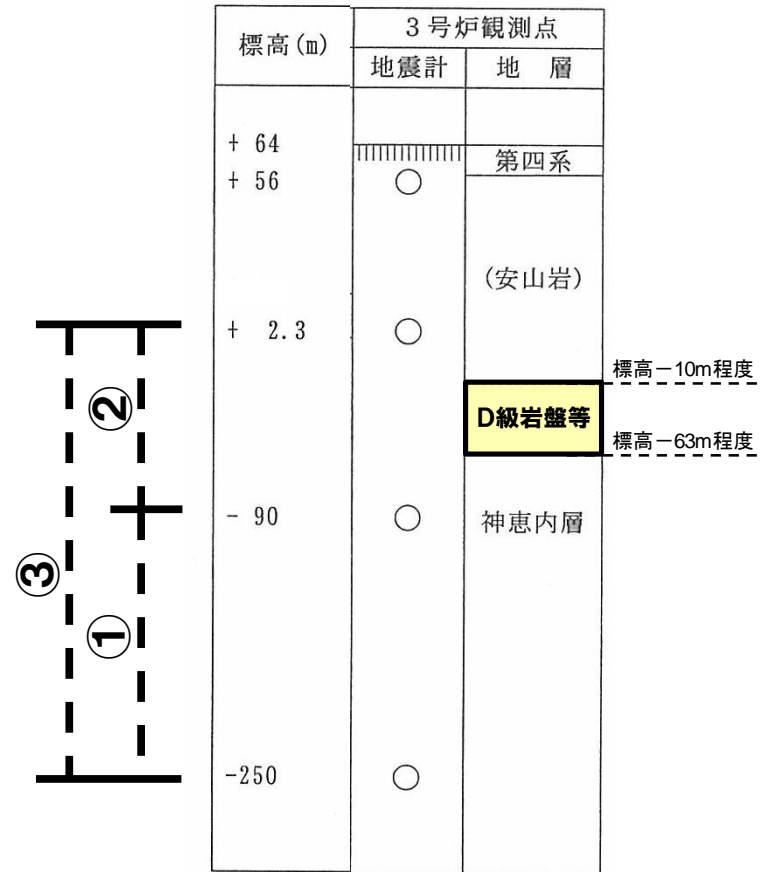 標高(m)
3号炉観測点
地震計
地　層
+ 64
第四系
+ 56
(安山岩)
+ 2.3
標高－10m程度
②
D級岩盤等
標高－63m程度
- 90
神恵内層
③
①
-250